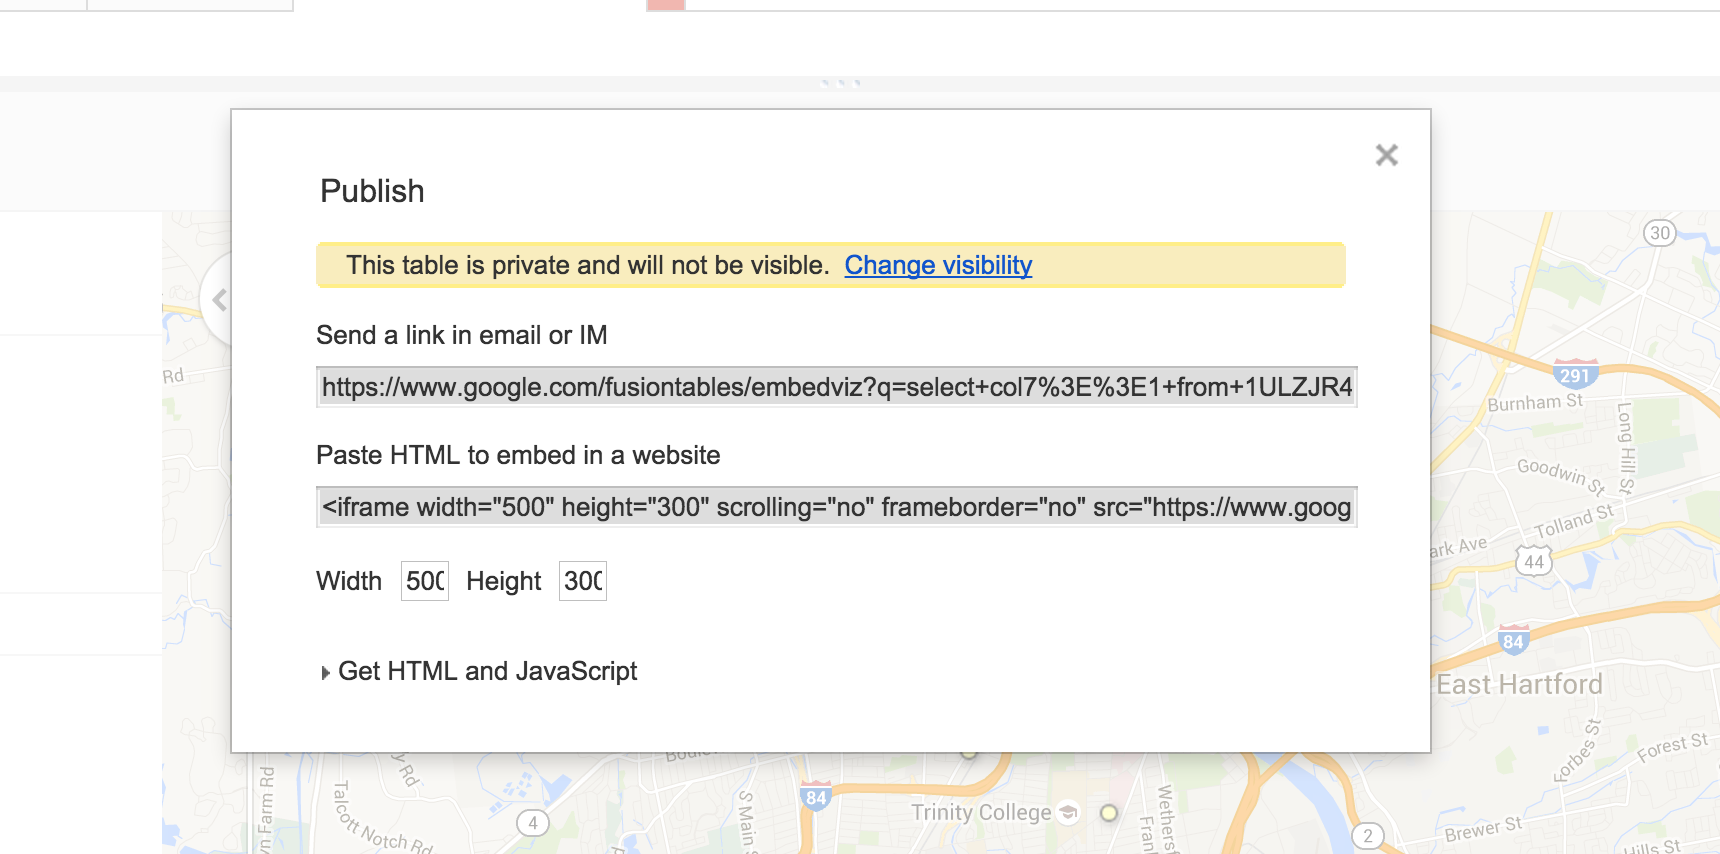 Publish
This table is private and will not be visible. Change visibility
Send a link in email or IM
https://www.google.com/fusiontables/embedviz?q=select+col7%3E%3E1+from+1ULZJR4
Paste HTML to embed in a website
<iframe width="500" height="300" scrolling="no" frameborder="no" src="https://www.goog
Width 500 Height 300
Get HTML and JavaScript
30
Rd
291
Burnham St
Long Hill St
Goodwin St
Tolland St
ark Ave
44
84
East Hartford
Forbes St
Forest St
y Rd
84
Trinity College
Talcott Notch Rd
4
S Main
vn Farm Rd
Wethers
Fran
2
Brewer St
Hills St